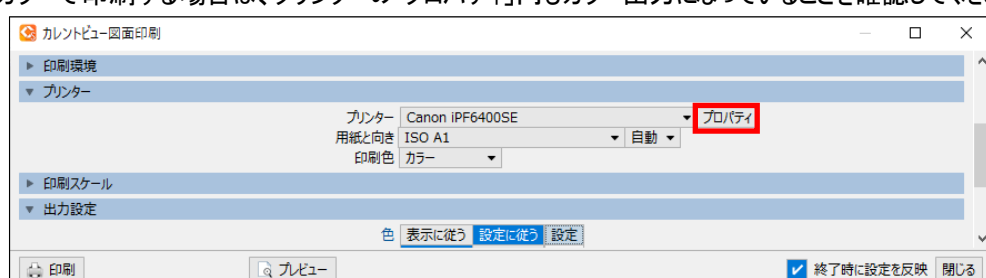 カラーで印刷する場合は、プリンターの「プロパティ」内もカラー出力になっていることを確認してくださ
カレントビュー図面印刷
印刷環境
プリンター
プリンター Canon iPF6400SE プロパティ
用紙と向き ISO A1 自動
印刷色 カラー
印刷スケール
出力設定
色 表示に従う 設定に従う 設定
印刷 プレビュー 終了時に設定を反映 閉じる